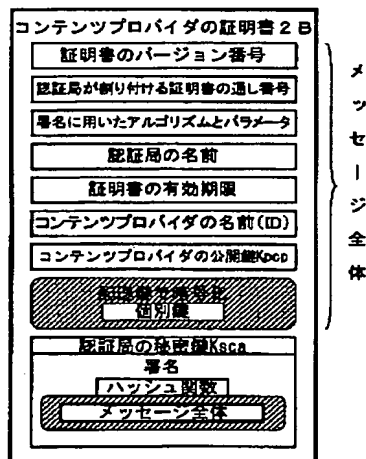 コンテンツプロバイダの証明書2B
証明書のバージョン番号
認証局が割り付ける証明書の通し番号
署名に用いたアルゴリズムとパラメータ
認証局の名前
証明書の有効期限
コンテンツプロバイダの名前(ID)
コンテンツプロバイダの公開鍵Kpcp
個別鍵
認証局の秘密鍵Ksca
署名
ハッシュ関数
メッセージ全体
メッセージ全体